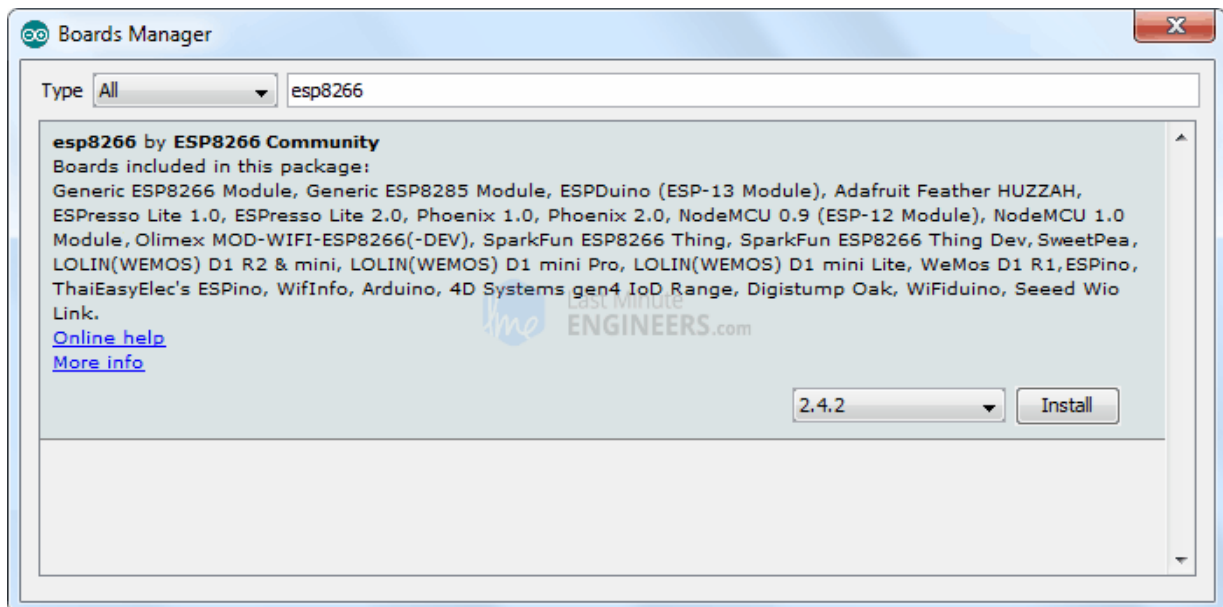 Boards Manager
Type All esp8266
esp8266 by ESP8266 Community
Boards included in this package:
Generic ESP8266 Module, Generic ESP8285 Module, ESPDuino (ESP-13 Module), Adafruit Feather HUZZAH,
ESPresso Lite 1.0, ESPresso Lite 2.0, Phoenix 1.0, Phoenix 2.0, NodeMCU 0.9 (ESP-12 Module), NodeMCU 1.0
Module, Olimex MOD-WIFI-ESP8266(-DEV), SparkFun ESP8266 Thing, SparkFun ESP8266 Thing Dev, SweetPea,
LOLIN(WEMOS) D1 R2 & mini, LOLIN(WEMOS) D1 mini Pro, LOLIN(WEMOS) D1 mini Lite, WeMos D1 R1, ESPino,
ThaiEasyElec's ESPino, WifInfo, Arduino, 4D Systems gen4 IoD Range, Digistump Oak, WiFiduino, Seeed Wio
Link.
lme Last Minute
ENGINEERS.com
Online help
More info
2.4.2 Install